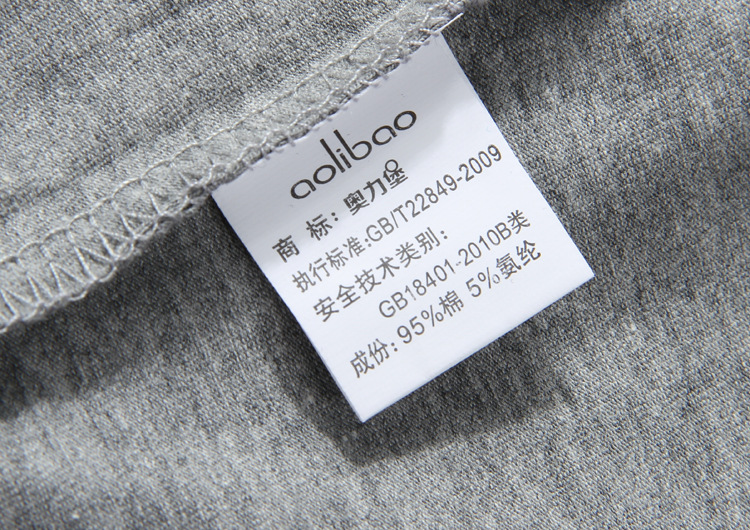 aolibao
商 标: 奥力堡
执行标准:GB/T22849-2009
安全技术类别:
GB18401-2010B类
成份: 95%棉 5%氨纶